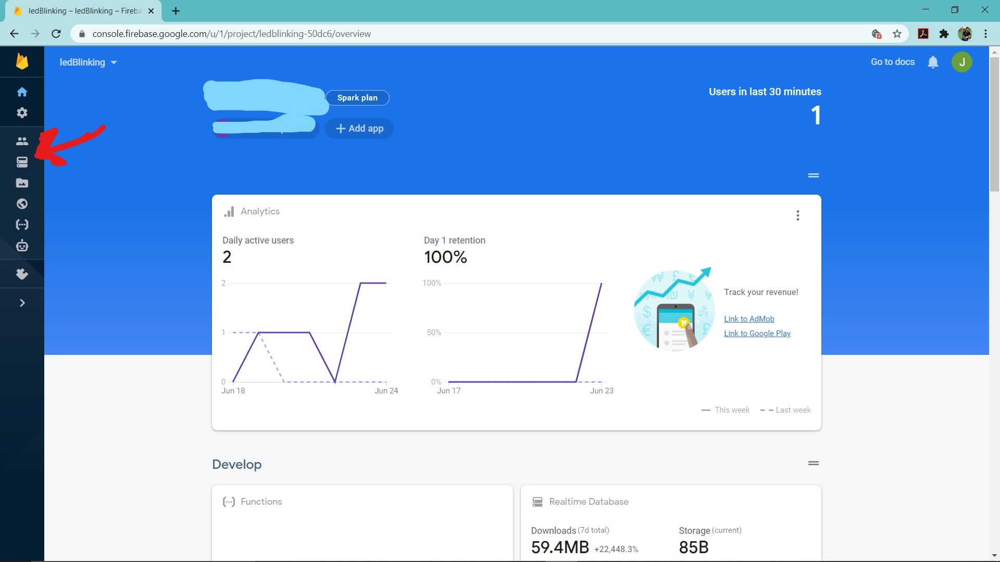 ledBlinking – ledBlinking – Fireba
console.firebase.google.com/u/1/project/ledblinking-50dc6/overview
ledBlinking
Go to docs
J
Spark plan
Users in last 30 minutes
1
Add app
Analytics
Daily active users
2
Day 1 retention
100%
2
1
0
Jun 18
Jun 24
100%
50%
0%
Jun 17
Jun 23
Track your revenue!
Link to AdMob
Link to Google Play
This week
Last week
Develop
Functions
Realtime Database
Downloads (7d total)
59.4MB +22,448.3%
Storage (current)
85B